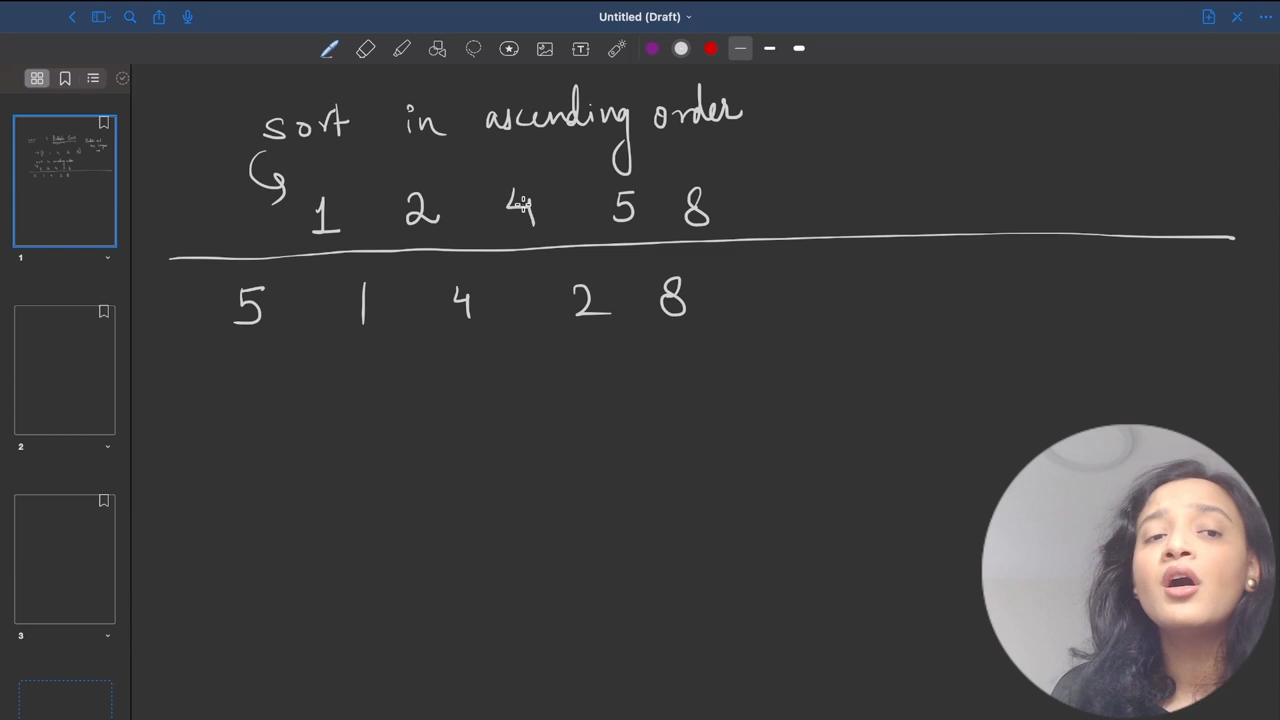 Untitled (Draft)
sort in ascending order
1 2 4 5 8
5 1 4 2 8
1
2
3